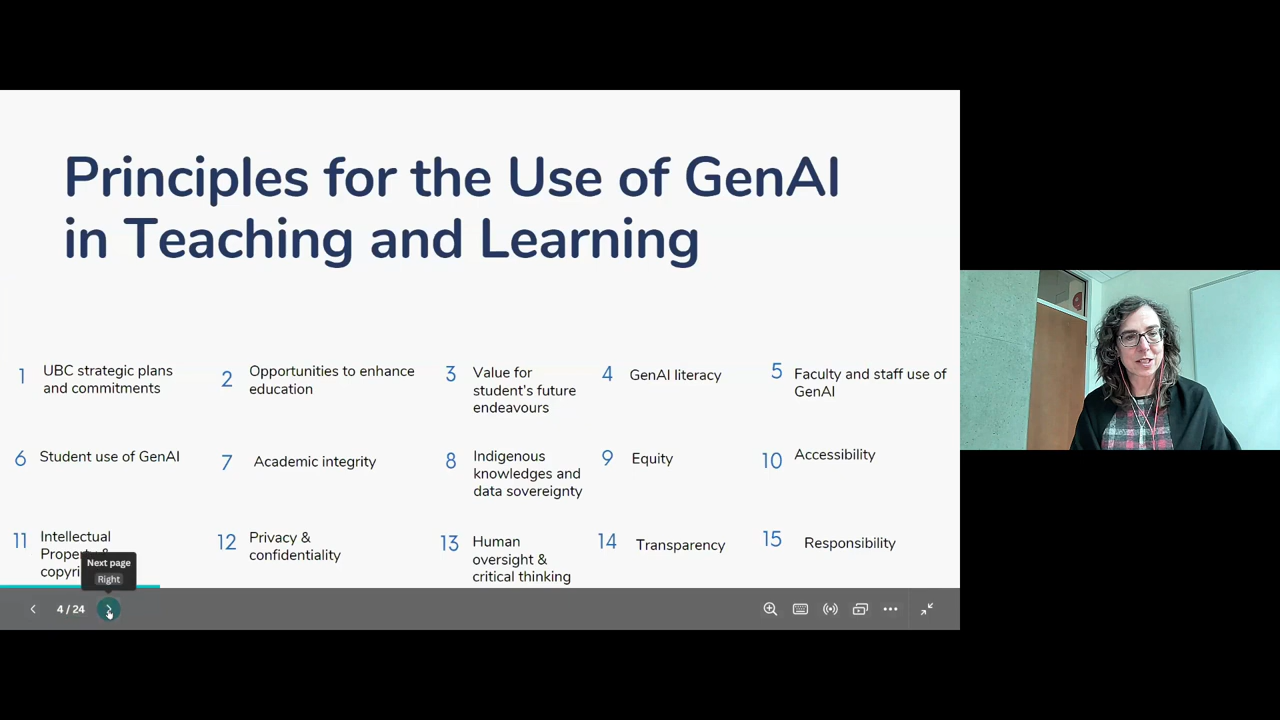 Principles for the Use of GenAI
in Teaching and Learning
1 UBC strategic plans
and commitments
2 Opportunities to enhance
education
3 Value for
student's future
endeavours
4 GenAI literacy
5 Faculty and staff use of
GenAI
6 Student use of GenAI
7 Academic integrity
8 Indigenous
knowledges and
data sovereignty
9 Equity
10 Accessibility
11 Intellectual
12 Privacy &
confidentiality
13 Human
oversight &
critical thinking
14 Transparency
15 Responsibility
Next page
Right
4 / 24